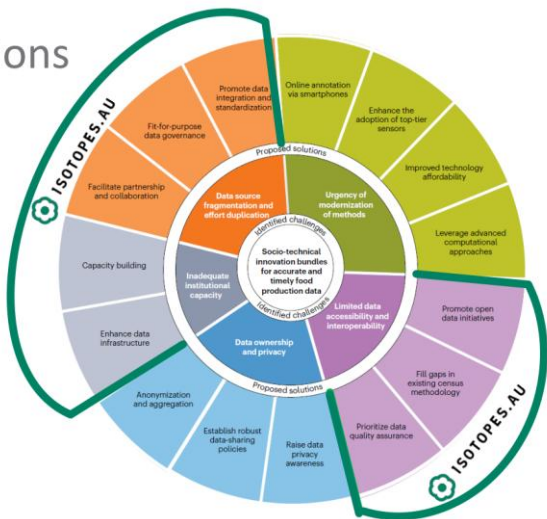 ons
ISOTOPES.AU
Promote data
integration and
standardization
Fit-for-purpose
data governance
Facilitate partnership
and collaboration
Capacity building
Enhance data
infrastructure
Anonymization
and aggregation
Establish robust
data-sharing
policies
Raise data
privacy
awareness
Prioritize data
quality assurance
Fill gaps in
existing census
methodology
Promote open
data initiatives
Leverage advanced
computational
approaches
Improved technology
affordability
Enhance the
adoption of top-tier
sensors
Online annotation
via smartphones
Proposed solutions
Data source
fragmentation and
effort duplication
Urgency of
modernization
of methods
Inadequate
institutional
capacity
Limited data
accessibility and
interoperability
Data ownership
and privacy
Identified challenges
Socio-technical
innovation bundles
for accurate and
timely food
production data
Identified challenges
Proposed solutions
ISOTOPES.AU